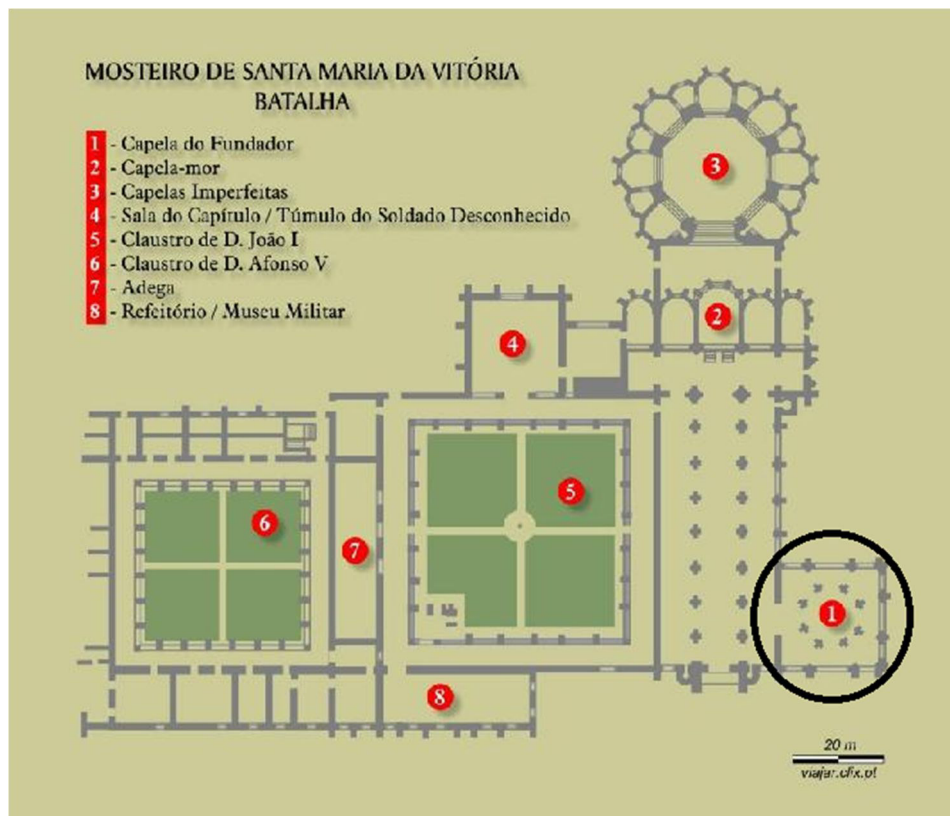 MOSTEIRO DE SANTA MARIA DA VITÓRIA
BATALHA
1 - Capela do Fundador
2 - Capela-mor
3 - Capelas Imperfeitas
4 - Sala do Capítulo / Túmulo do Soldado Desconhecido
5 - Claustro de D. João I
6 - Claustro de D. Afonso V
7 - Adega
8 - Refeitório / Museu Militar
3
2
4
5
6
7
1
8
20 m
viajar.clix.pt